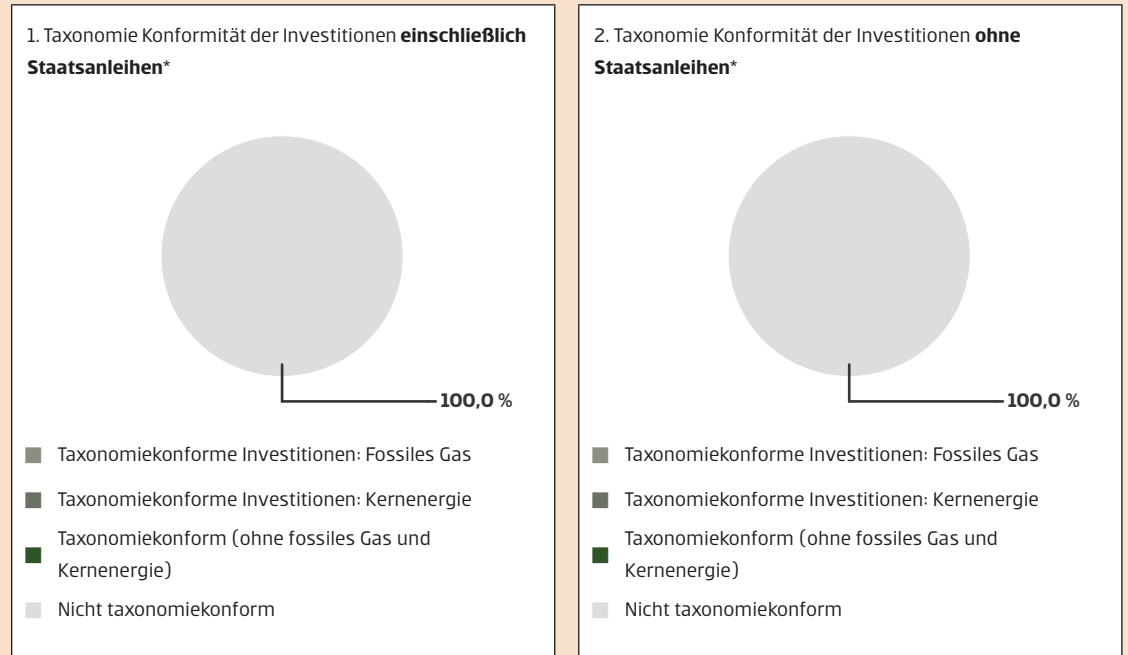 1. Taxonomie Konformität der Investitionen einschließlich
Staatsanleihen*
100,0 %
Taxonomiekonforme Investitionen: Fossiles Gas
Taxonomiekonforme Investitionen: Kernenergie
Taxonomiekonform (ohne fossiles Gas und
Kernenergie)
Nicht taxonomiekonform
2. Taxonomie Konformität der Investitionen ohne
Staatsanleihen*
100,0 %
Taxonomiekonforme Investitionen: Fossiles Gas
Taxonomiekonforme Investitionen: Kernenergie
Taxonomiekonform (ohne fossiles Gas und
Kernenergie)
Nicht taxonomiekonform